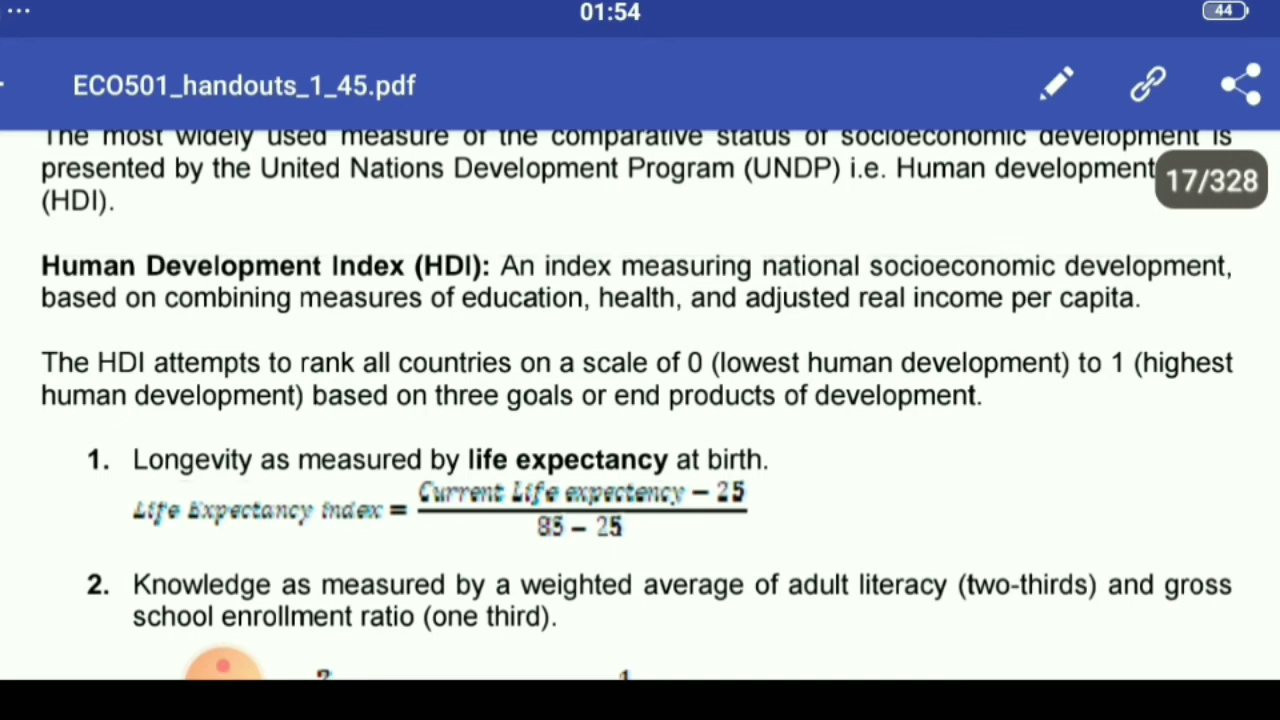 01:54
44
ECO501_handouts_1_45.pdf
The most widely used measure of the comparative status of socioeconomic development is
presented by the United Nations Development Program (UNDP) i.e. Human development
17/328
(HDI).
Human Development Index (HDI): An index measuring national socioeconomic development,
based on combining measures of education, health, and adjusted real income per capita.
The HDI attempts to rank all countries on a scale of 0 (lowest human development) to 1 (highest
human development) based on three goals or end products of development.
1. Longevity as measured by life expectancy at birth.
Life Expectancy index = 
Current Life expectency − 25
85 − 25
2. Knowledge as measured by a weighted average of adult literacy (two-thirds) and gross
school enrollment ratio (one third).